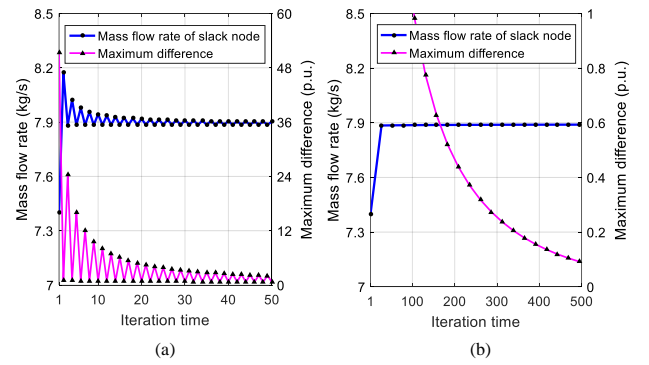 8.5
8.2
7.9
7.6
7.3
7
Mass flow rate (kg/s)
Mass flow rate of slack node
Maximum difference
60
48
36
24
12
0
Maximum difference (p.u.)
1 10 20 30 40 50
Iteration time
(a)
8.5
8.2
7.9
7.6
7.3
7
Mass flow rate (kg/s)
Mass flow rate of slack node
Maximum difference
1
0.8
0.6
0.4
0.2
0
Maximum difference (p.u.)
1 100 200 300 400 500
Iteration time
(b)